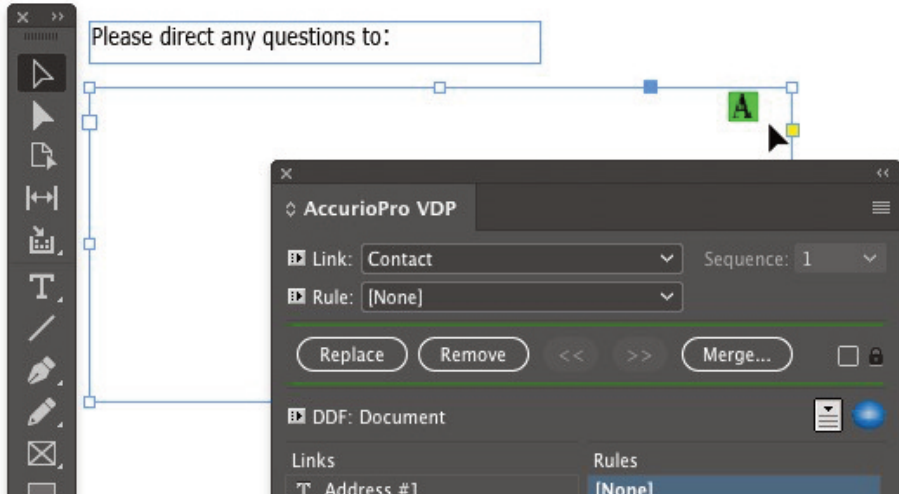 Please direct any questions to:
A
AccurioPro VDP
Link: Contact Sequence: 1
Rule: [None]
Replace Remove << >> Merge...
DDF: Document
Links Rules
T Address #1 [None]